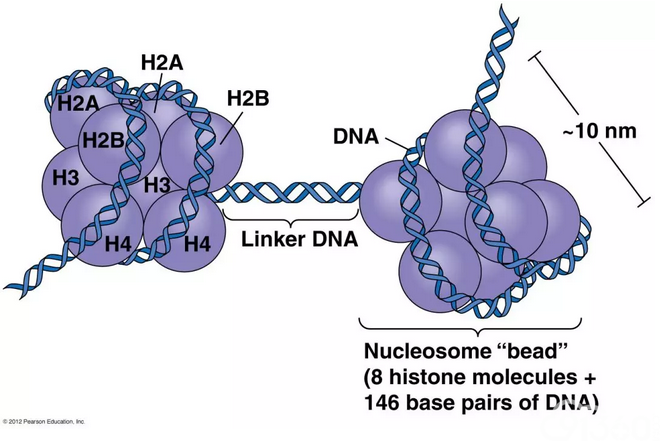 H2A
H2A
H2B
H2B
H3
H3
H4
H4
Linker DNA
DNA
~10 nm
Nucleosome “bead”
(8 histone molecules +
146 base pairs of DNA)
© 2012 Pearson Education, Inc.